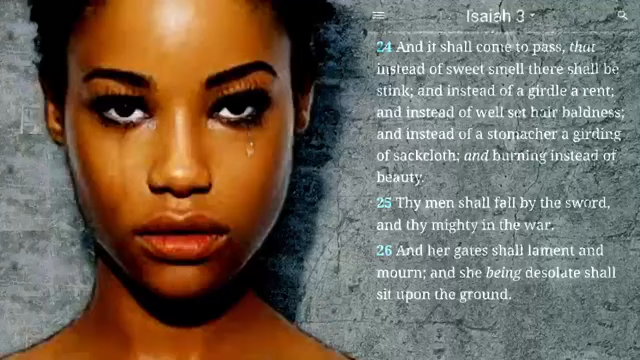 Isaiah 3
24 And it shall come to pass, that
instead of sweet smell there shall be
stink; and instead of a girdle a rent;
and instead of well set hair baldness;
and instead of a stomacher a girding
of sackcloth; and burning instead of
beauty.
25 Thy men shall fall by the sword,
and thy mighty in the war.
26 And her gates shall lament and
mourn; and she being desolate shall
sit upon the ground.